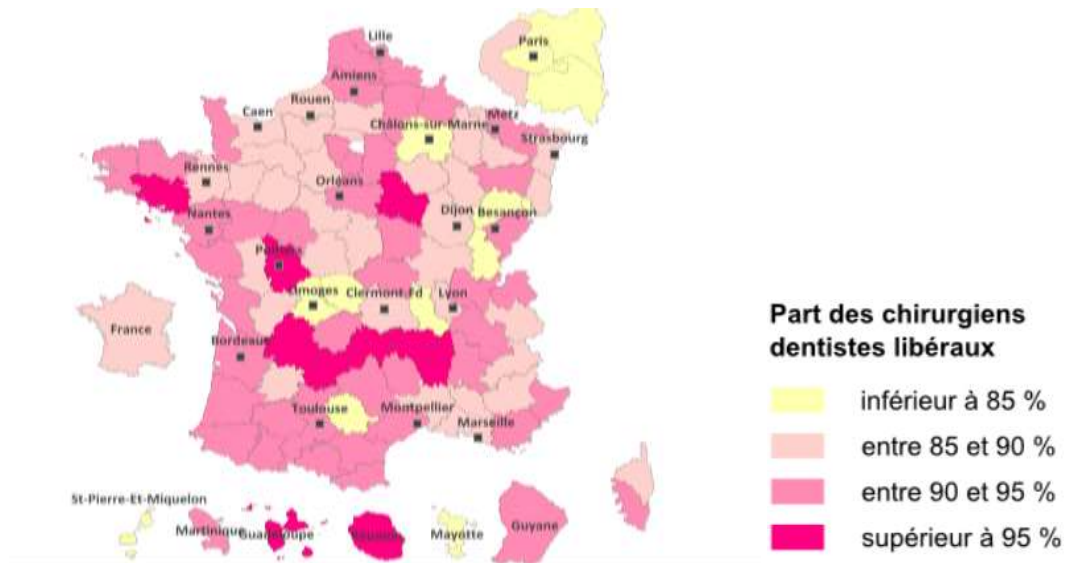 Lille
Paris
Amiens
Rouen
Caen
Metz
Châlons-sur-Marne
Strasbourg
Rennes
Orléans
Dijon
Besançon
Nantes
Poitiers
Limoges
Clermont-Fd
Lyon
France
Bordeaux
Toulouse
Montpellier
Marseille
St-Pierre-Et-Miquelon
Martinique
Guadeloupe
Réunion
Mayotte
Guyane
Part des chirurgiens
dentistes libéraux
inférieur à 85 %
entre 85 et 90 %
entre 90 et 95 %
supérieur à 95 %